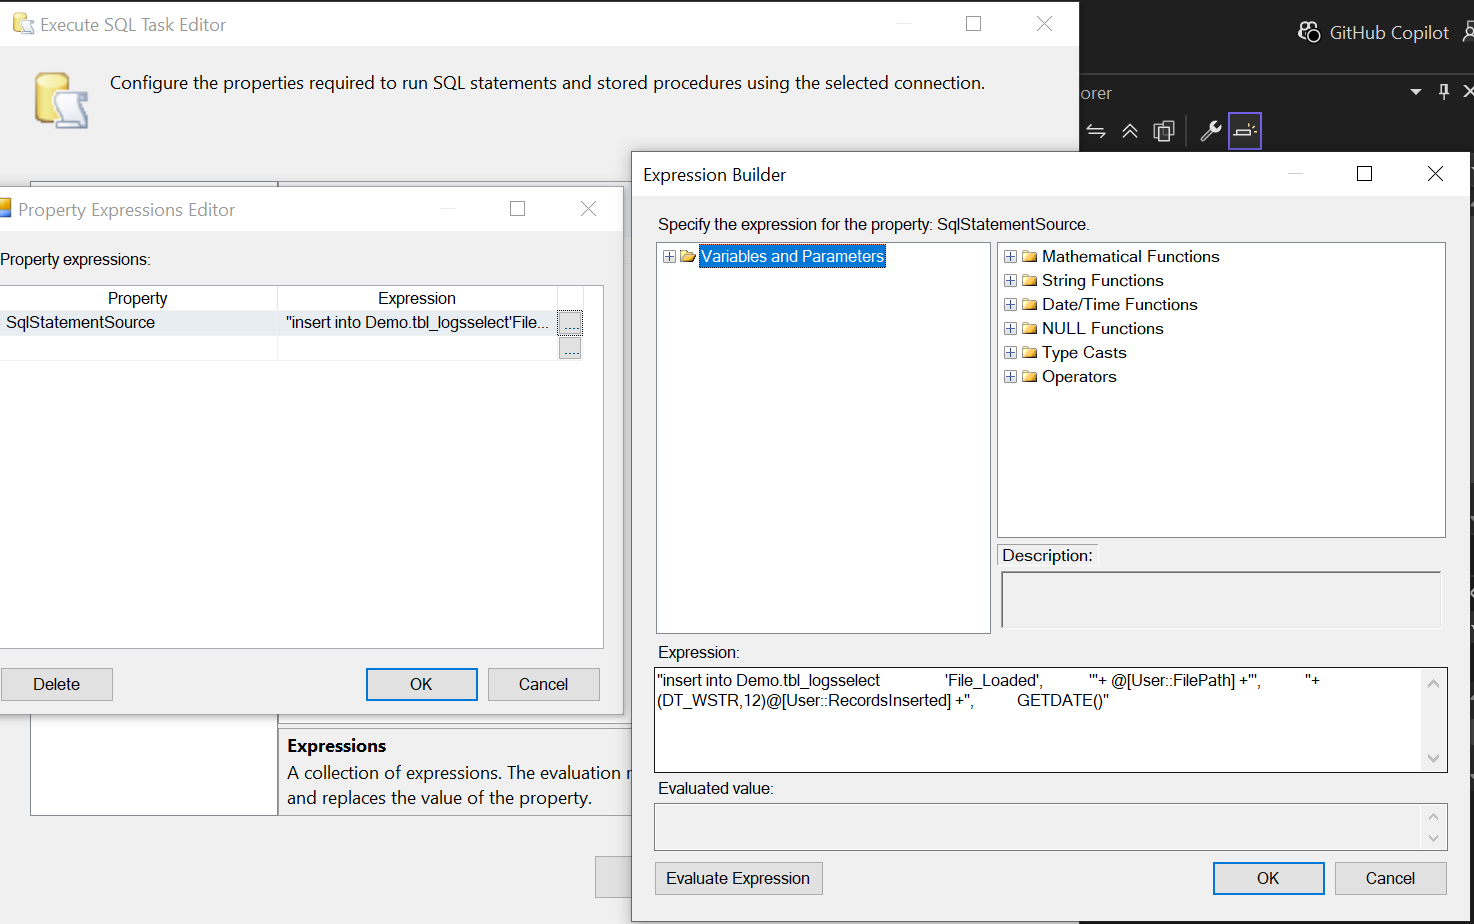 Execute SQL Task Editor
GitHub Copilot
Configure the properties required to run SQL statements and stored procedures using the selected connection.
orer
Property Expressions Editor
Property expressions:
Property Expression
SqlStatementSource "insert into Demo.tbl_logsselect'File... ....
....
Delete OK Cancel
Expressions
A collection of expressions. The evaluation r
and replaces the value of the property.
Expression Builder
Specify the expression for the property: SqlStatementSource.
Variables and Parameters
Mathematical Functions
String Functions
Date/Time Functions
NULL Functions
Type Casts
Operators
Description:
Expression:
"insert into Demo.tbl_logsselect 'File_Loaded', '"+ @[User::FilePath] +"', "+
(DT_WSTR,12)@[User::RecordsInserted] +", GETDATE()"
Evaluated value:
Evaluate Expression OK Cancel